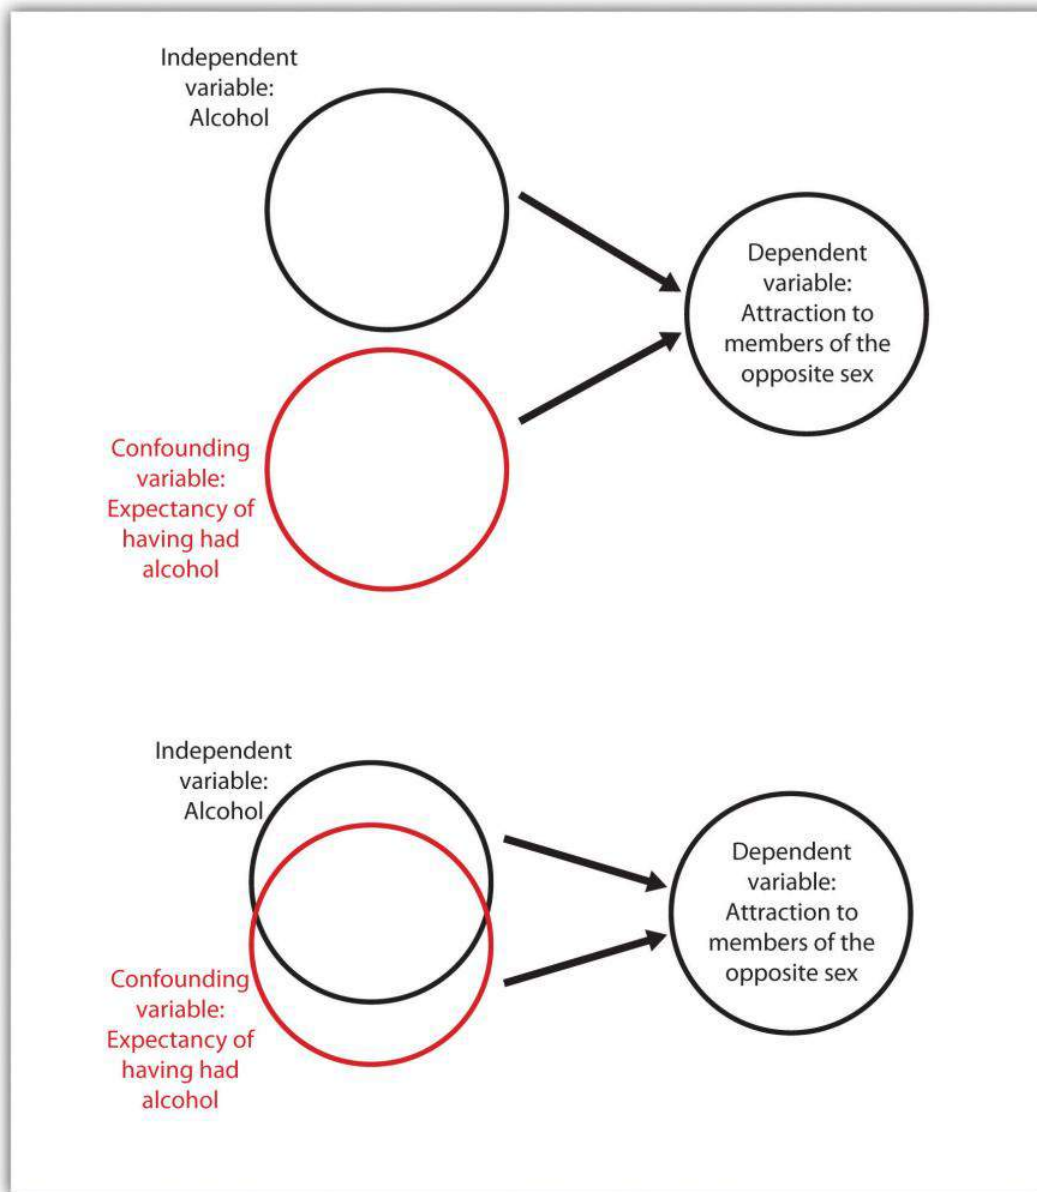 Independent
variable:
Alcohol
Dependent
variable:
Attraction to
members of the
opposite sex
Confounding
variable:
Expectancy of
having had
alcohol
Independent
variable:
Alcohol
Dependent
variable:
Attraction to
members of the
opposite sex
Confounding
variable:
Expectancy of
having had
alcohol